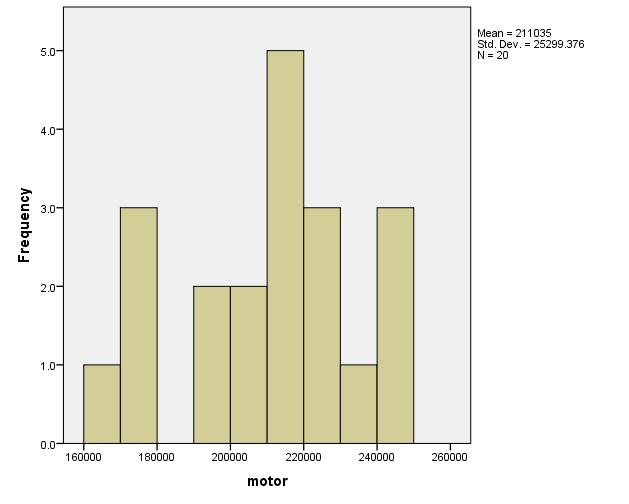 Mean = 211035
Std. Dev. = 25299.376
N = 20
5.0
4.0
3.0
2.0
1.0
0.0
Frequency
160000 180000 200000 220000 240000 260000
motor